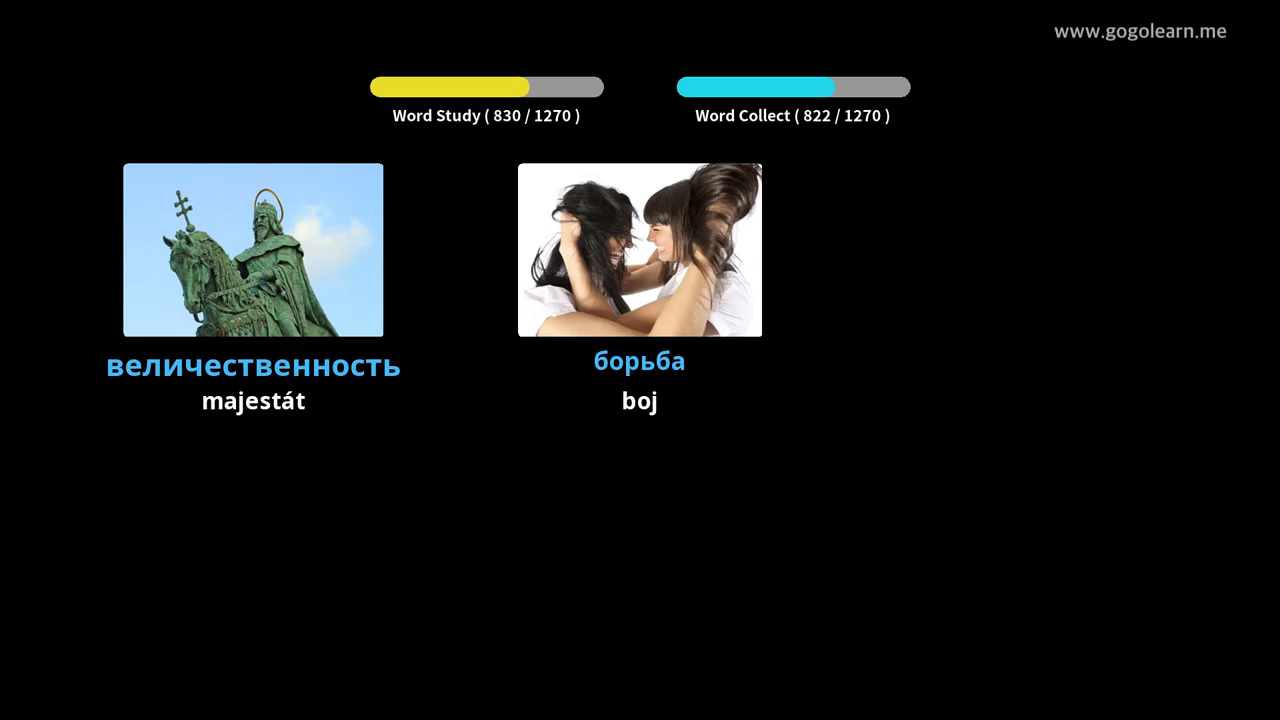 www.gogolearn.me
Word Study ( 830 / 1270 )
Word Collect ( 822 / 1270 )
величественность
majestát
борьба
boj